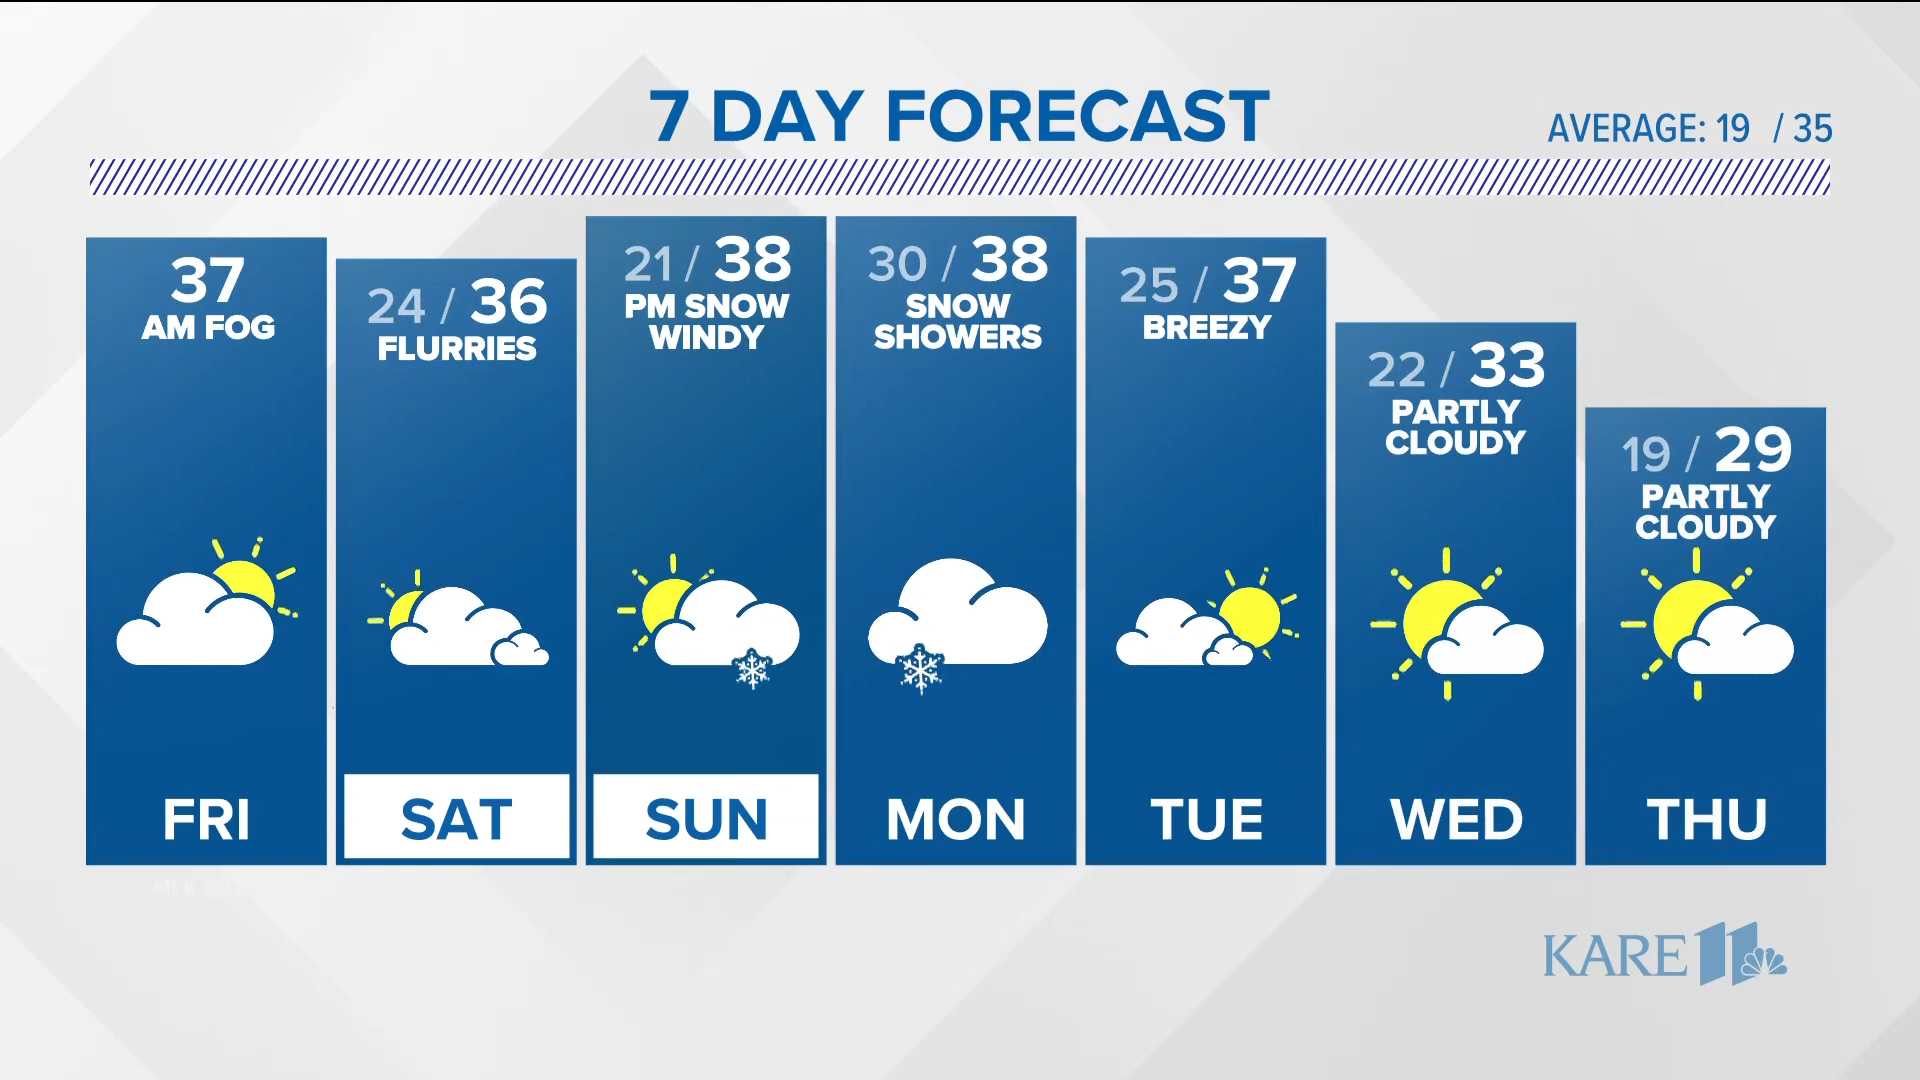 7 DAY FORECAST
AVERAGE: 19 / 35
37
AM FOG
FRI
24 / 36
FLURRIES
SAT
21 / 38
PM SNOW
WINDY
SUN
30 / 38
SNOW
SHOWERS
MON
25 / 37
BREEZY
TUE
22 / 33
PARTLY
CLOUDY
WED
19 / 29
PARTLY
CLOUDY
THU
KARE 11